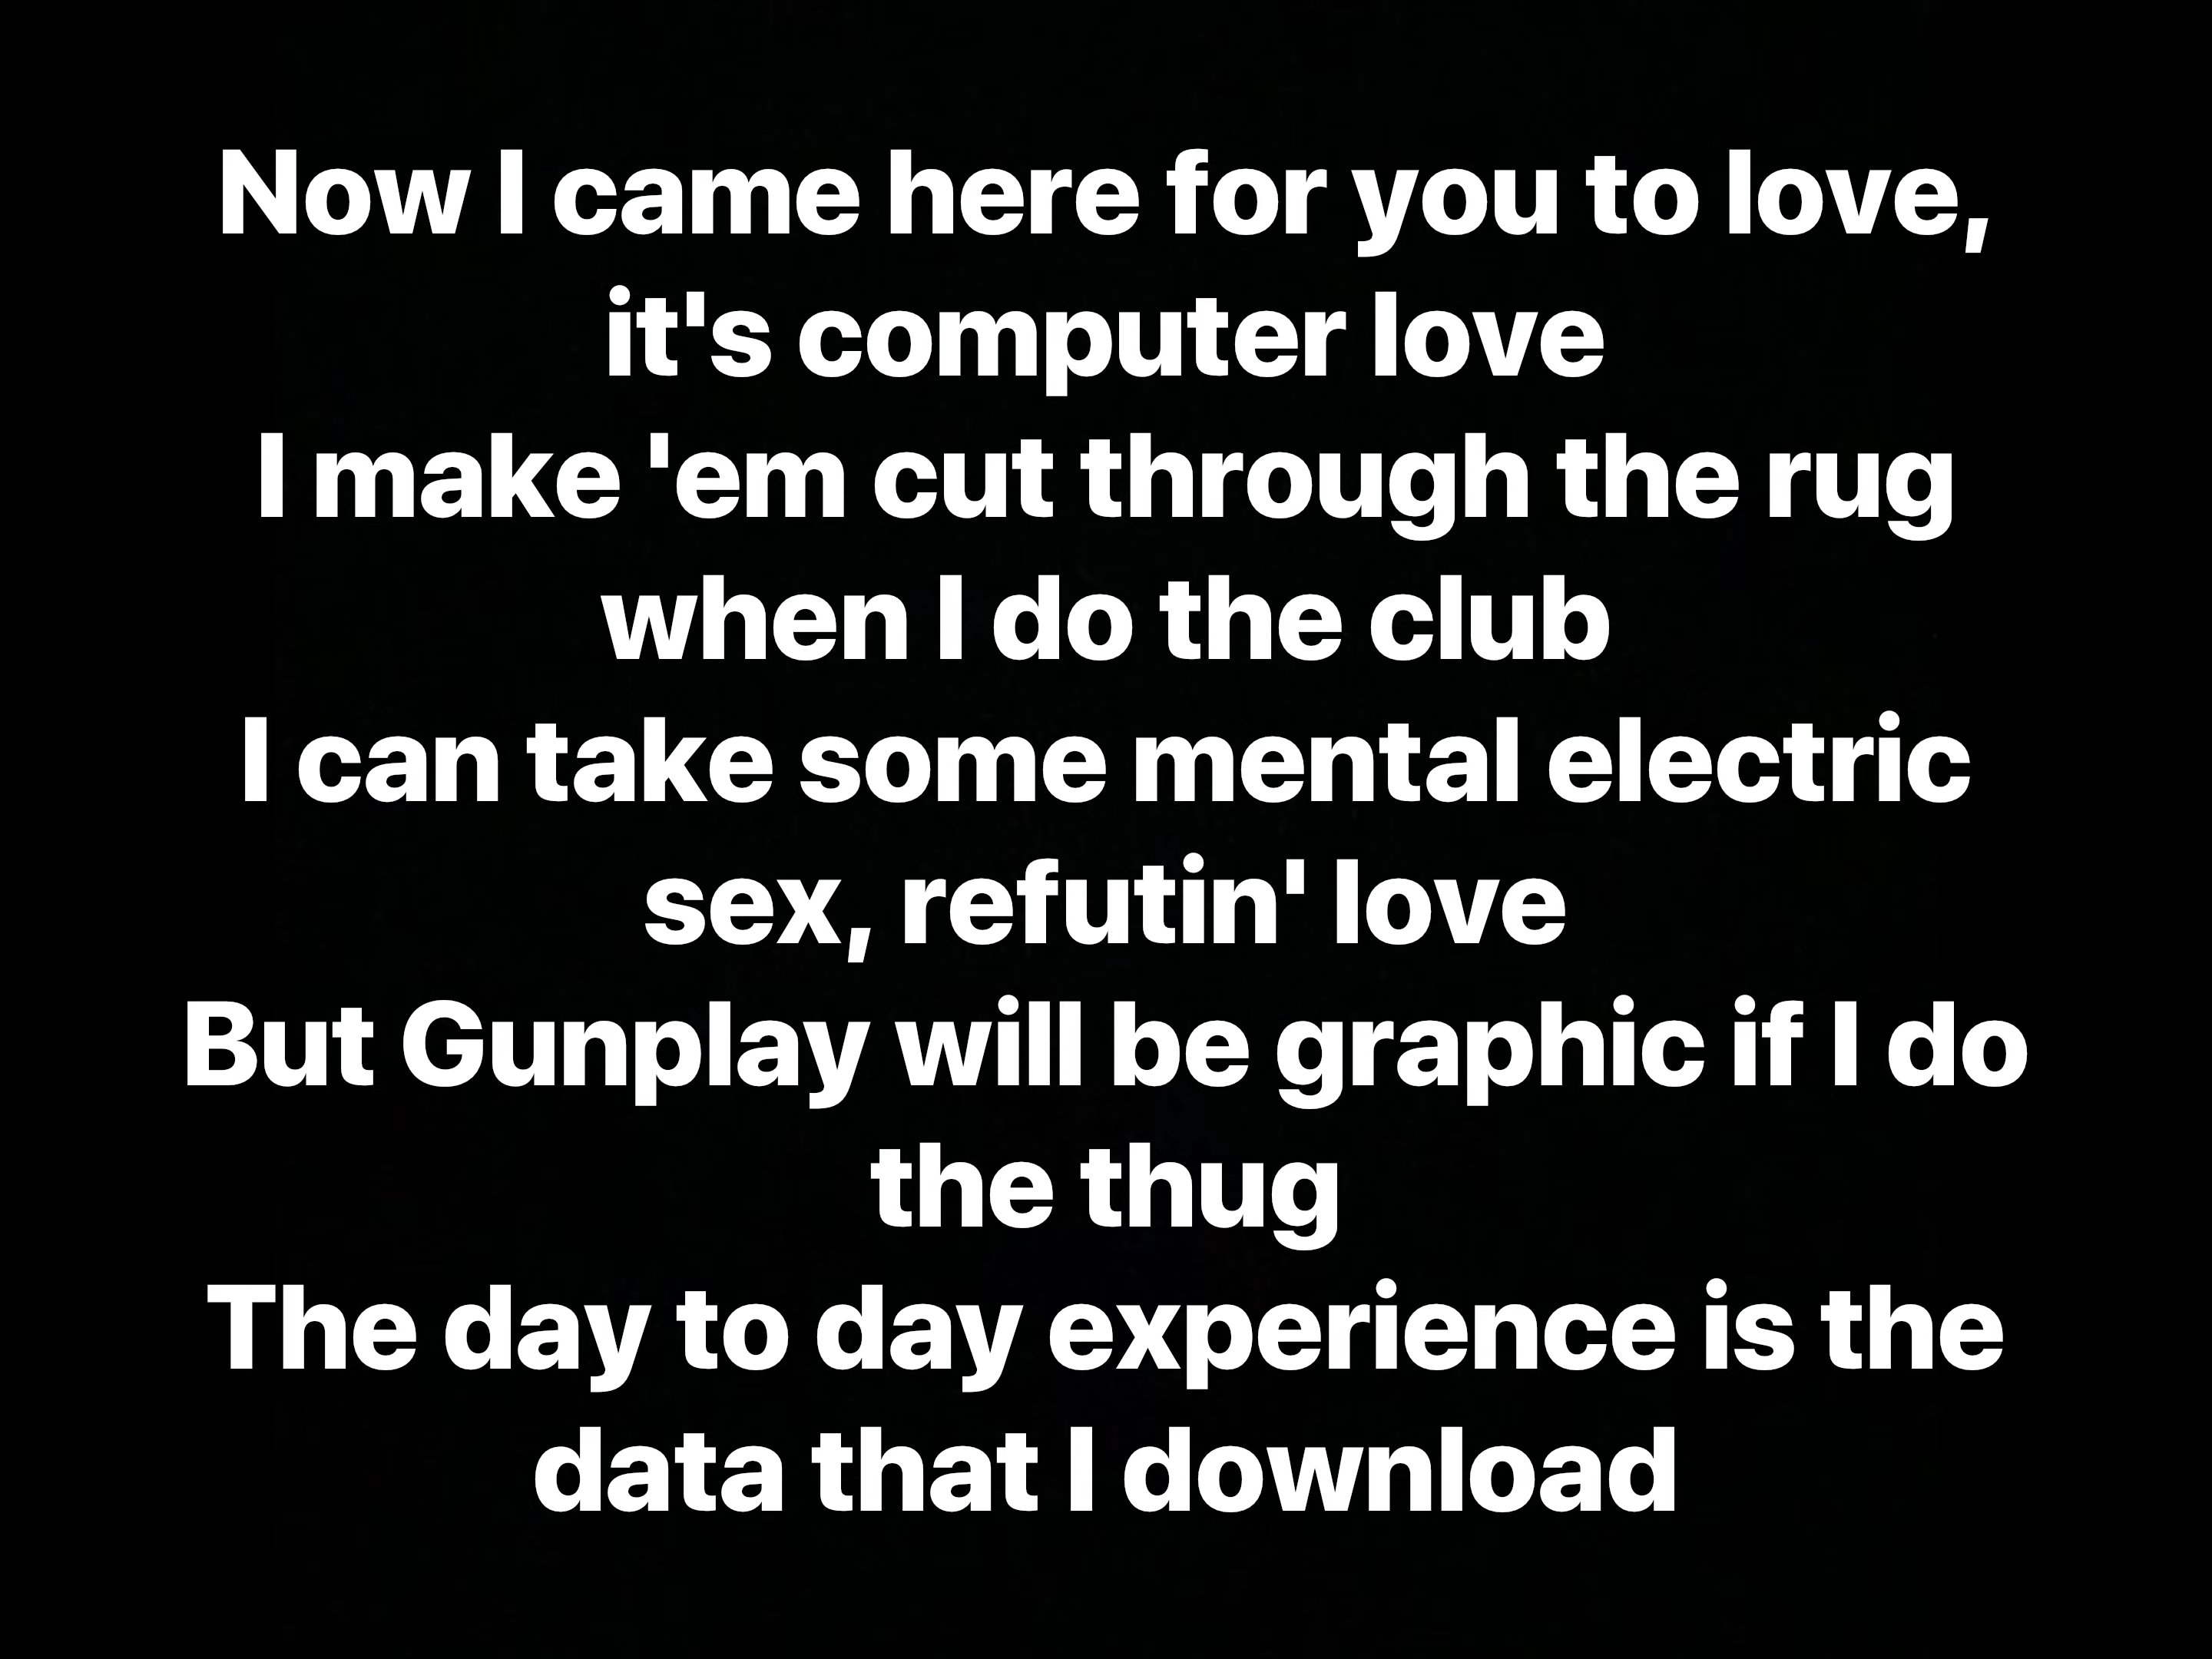 Now I came here for you to love,
it's computer love
I make 'em cut through the rug
when I do the club
I can take some mental electric
sex, refutin' love
But Gunplay will be graphic if I do
the thug
The day to day experience is the
data that I download